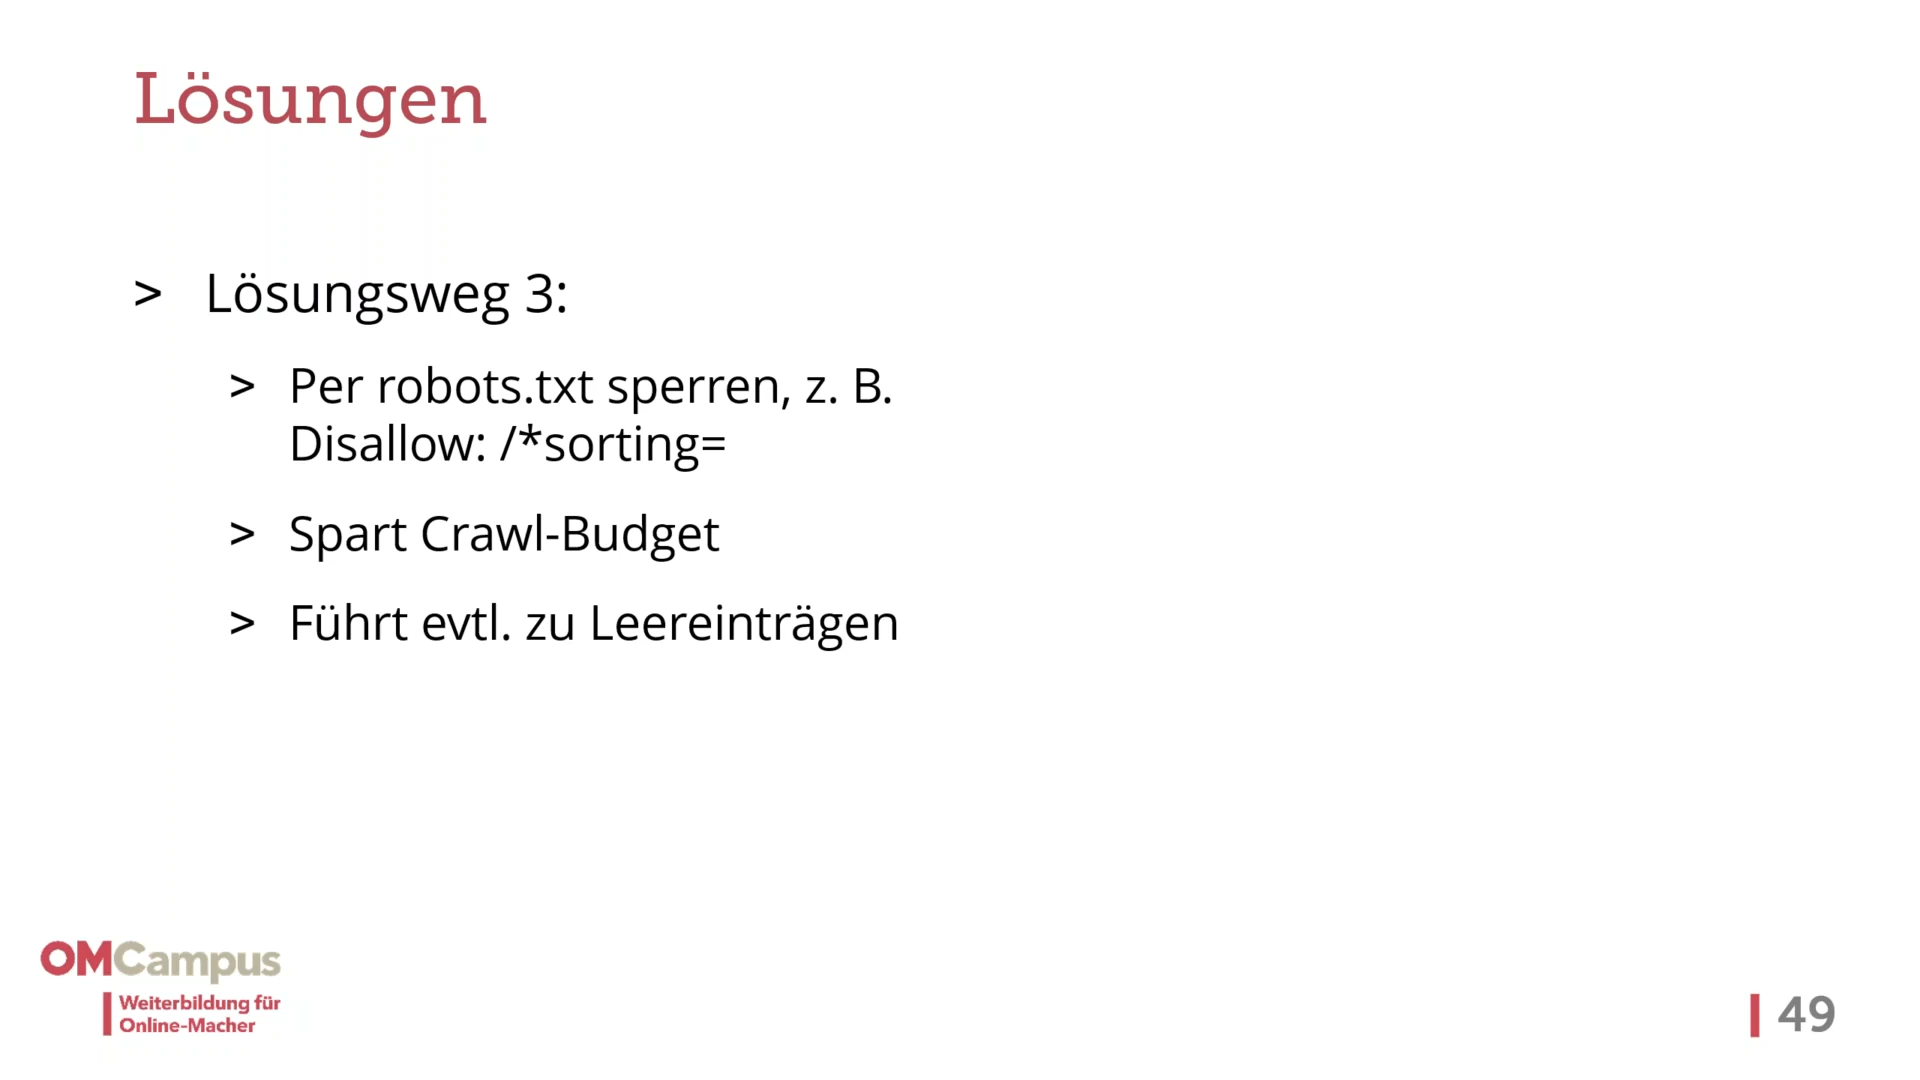 Lösungen
> Lösungsweg 3:
> Per robots.txt sperren, z. B.
Disallow: /*sorting=
> Spart Crawl-Budget
> Führt evtl. zu Leereinträgen
OMCampus
Weiterbildung für
Online-Macher
49